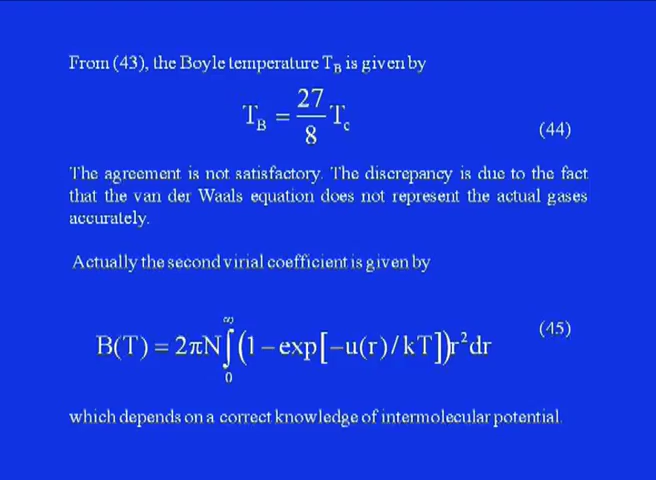 From (43), the Boyle temperature T_B is given by
T_B = 27/8 T_c
(44)
The agreement is not satisfactory. The discrepancy is due to the fact
that the van der Waals equation does not represent the actual gases
accurately.
Actually the second virial coefficient is given by
B(T) = 2πN∫₀^∞(1 − exp[−u(r)/kT])r²dr
(45)
which depends on a correct knowledge of intermolecular potential.